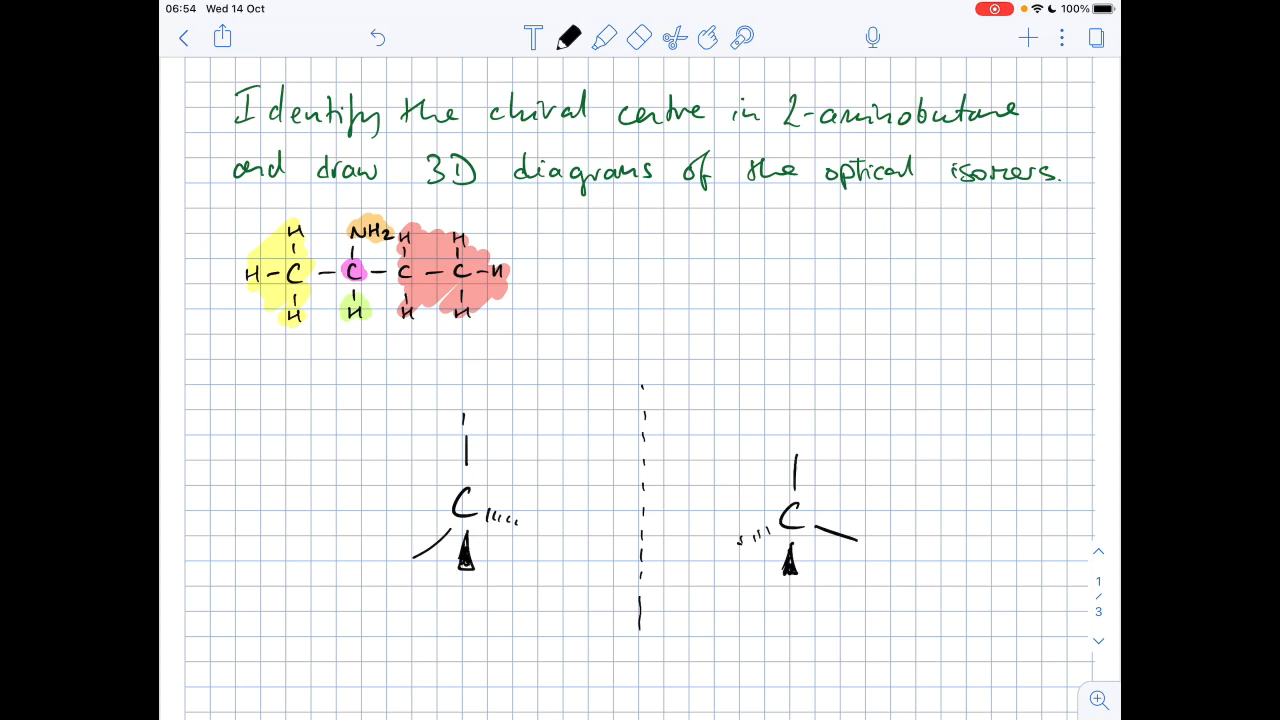 06:54 Wed 14 Oct 100%
T
Identify the chiral centre in 2-aminobutane
and draw 3D diagrams of the optical isomers.
H NH2 H H
H - C - C - C - C - H
H H H H
C C
1
/
3